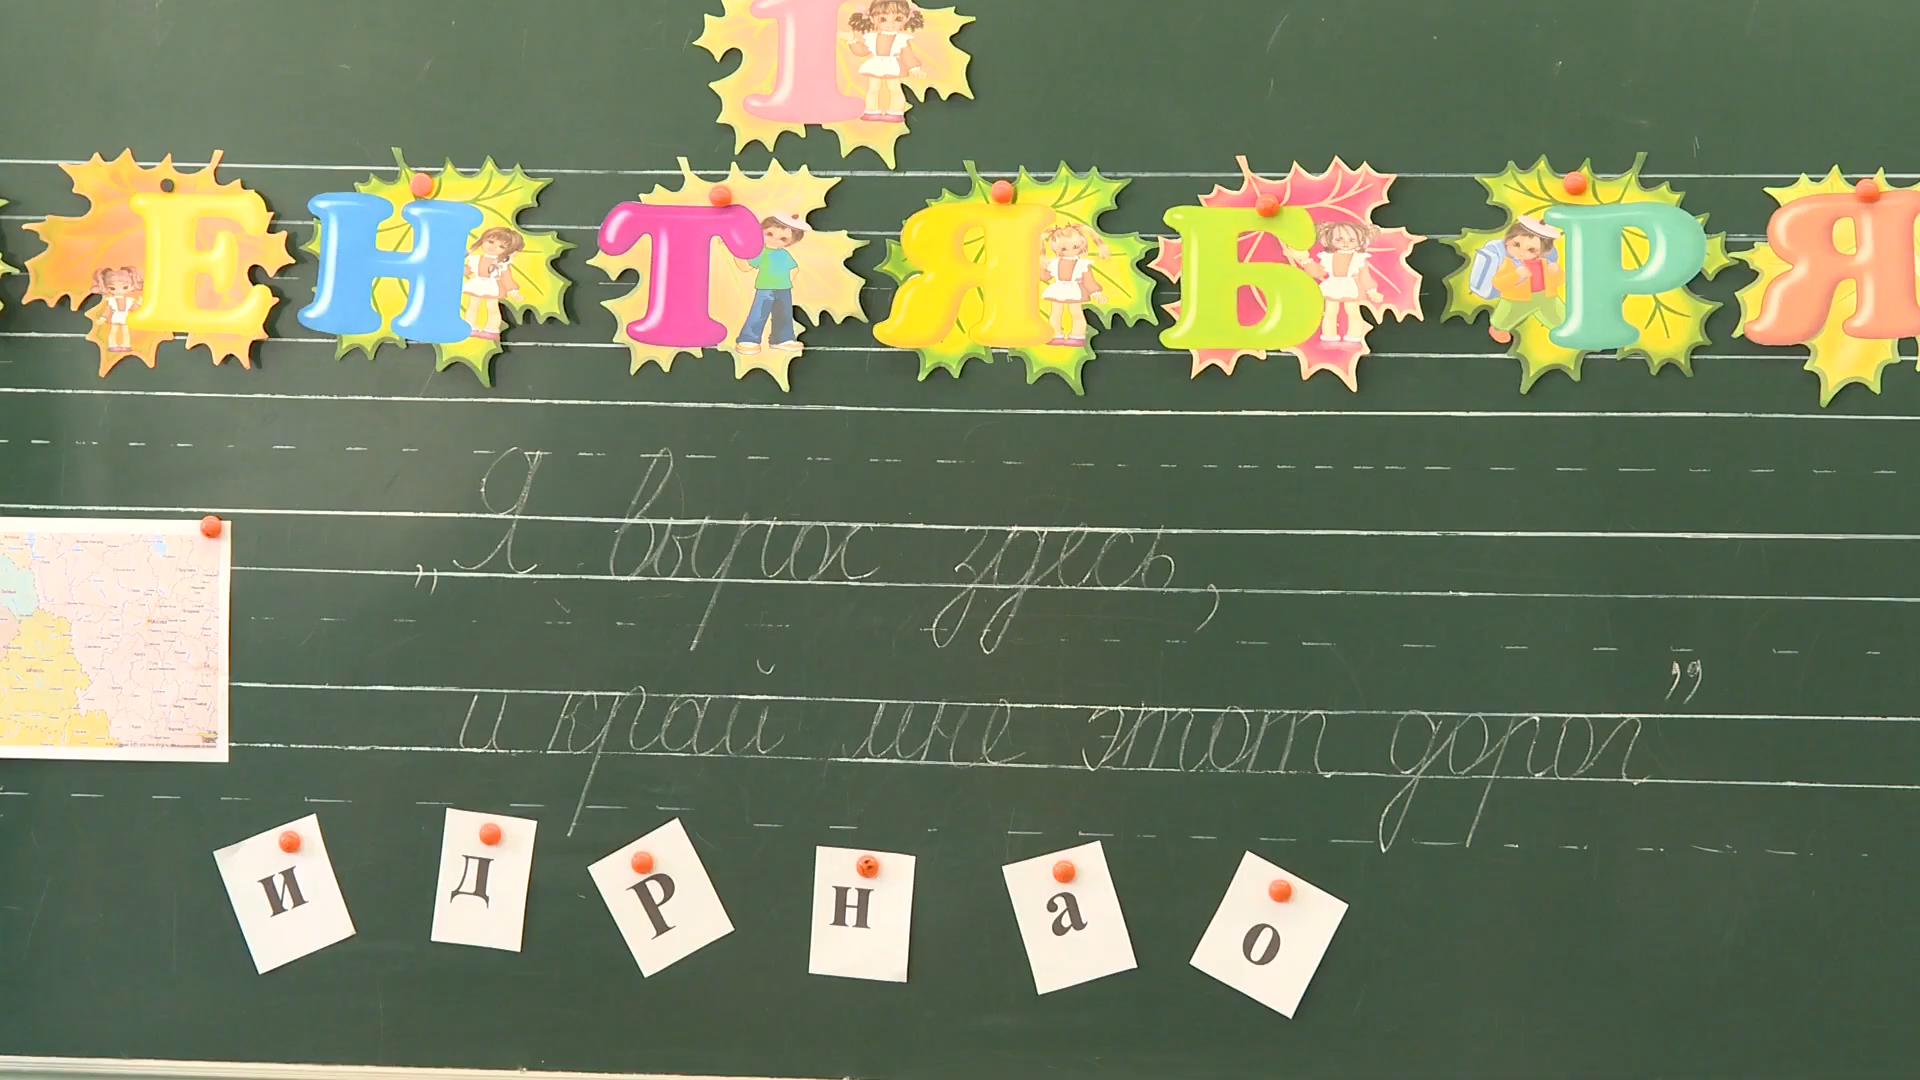 1
ЕНТЯБРЯ
„Я вырос здесь,
и край мне этот дорог”
и д Р н а о